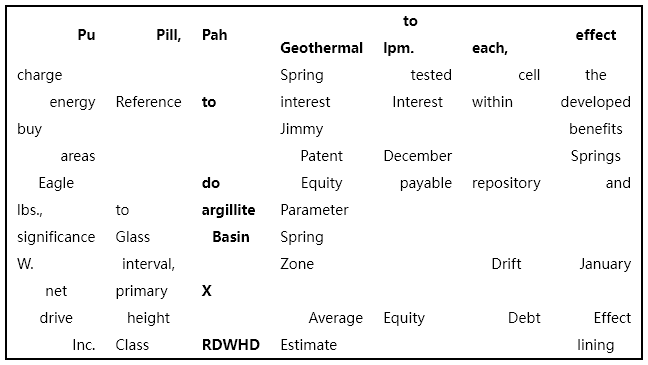 to
Pu Pill, Pah Geothermal lpm. each, effect
charge Spring tested cell the
energy Reference to interest Interest within developed
buy Jimmy benefits
areas Patent December Springs
Eagle do Equity payable repository and
lbs., to argillite Parameter
significance Glass Basin Spring
W. interval, Zone Drift January
net primary X
drive height Average Equity Debt Effect
Inc. Class RDWHD Estimate lining